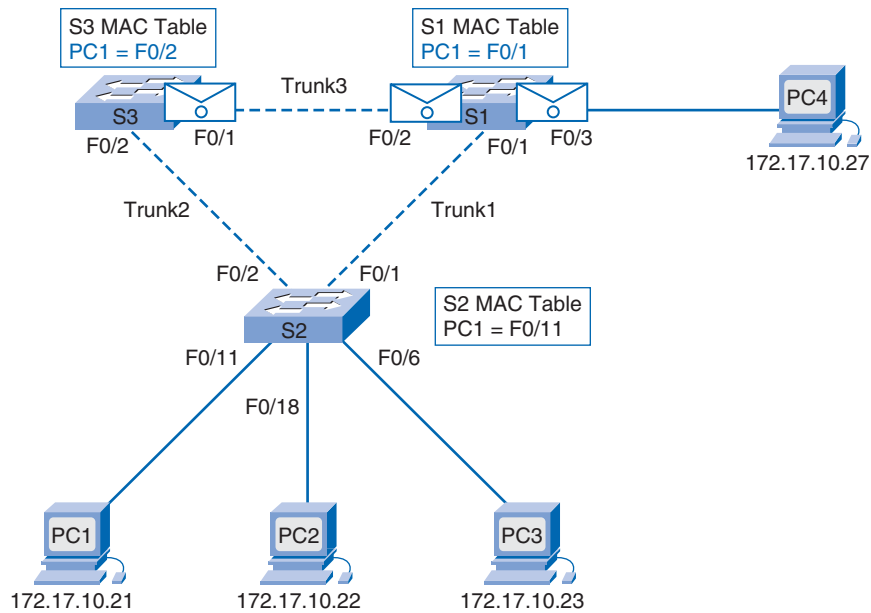 S3 MAC Table
PC1 = F0/2
S1 MAC Table
PC1 = F0/1
Trunk3
S3
S1
PC4
F0/2
F0/1
F0/2
F0/1
F0/3
172.17.10.27
Trunk2
Trunk1
F0/2
F0/1
S2 MAC Table
PC1 = F0/11
S2
F0/11
F0/6
F0/18
PC1
PC2
PC3
172.17.10.21
172.17.10.22
172.17.10.23